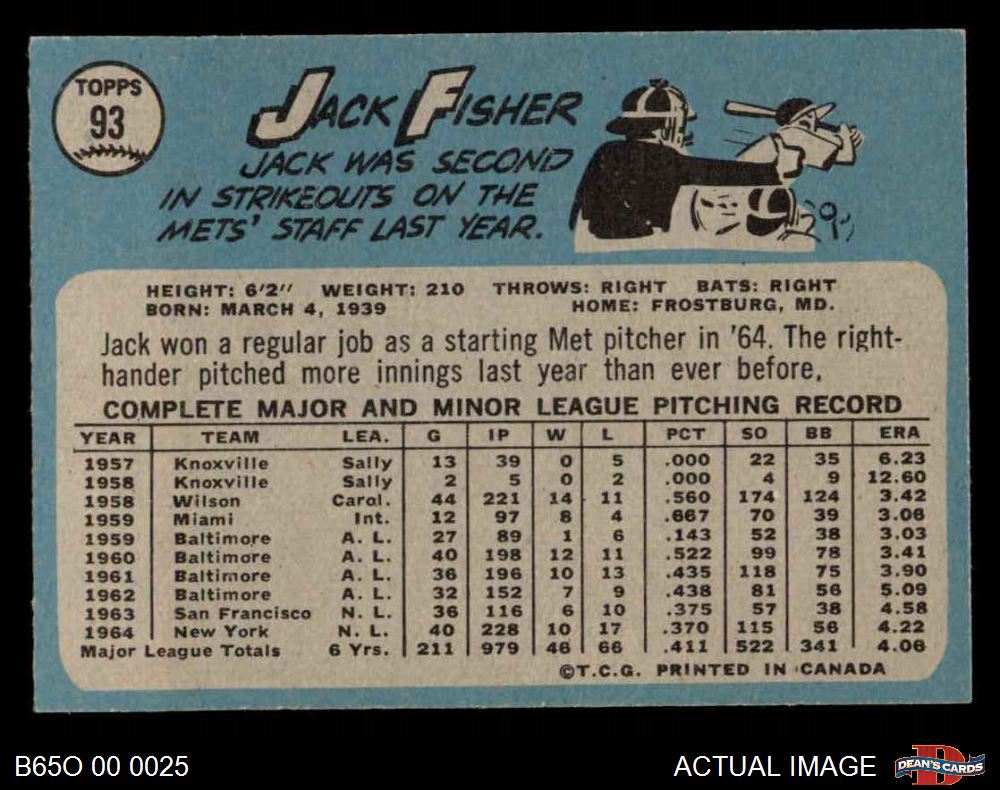 TOPPS
93
JACK FISHER
JACK WAS SECOND
IN STRIKEOUTS ON THE
METS' STAFF LAST YEAR.
HEIGHT: 6'2" WEIGHT: 210 THROWS: RIGHT BATS: RIGHT
BORN: MARCH 4, 1939 HOME: FROSTBURG, MD.
Jack won a regular job as a starting Met pitcher in '64. The right-
hander pitched more innings last year than ever before.
COMPLETE MAJOR AND MINOR LEAGUE PITCHING RECORD
YEAR TEAM LEA. G IP W L PCT SO BB ERA
1957 Knoxville Sally 13 39 0 5 .000 22 35 6.23
1958 Knoxville Sally 2 5 0 2 .000 4 9 12.60
1958 Wilson Carol. 44 221 14 11 .560 174 124 3.42
1959 Miami Int. 12 97 8 4 .667 70 39 3.06
1959 Baltimore A. L. 27 89 1 6 .143 52 38 3.03
1960 Baltimore A. L. 40 198 12 11 .522 99 78 3.41
1961 Baltimore A. L. 36 196 10 13 .435 118 75 3.90
1962 Baltimore A. L. 32 152 7 9 .438 81 56 5.09
1963 San Francisco N. L. 36 116 6 10 .375 57 38 4.58
1964 New York N. L. 40 228 10 17 .370 115 56 4.22
Major League Totals 6 Yrs. 211 979 46 66 .411 522 341 4.06
©T.C.G. PRINTED IN CANADA
B65O 00 0025
ACTUAL IMAGE
DEAN'S CARDS